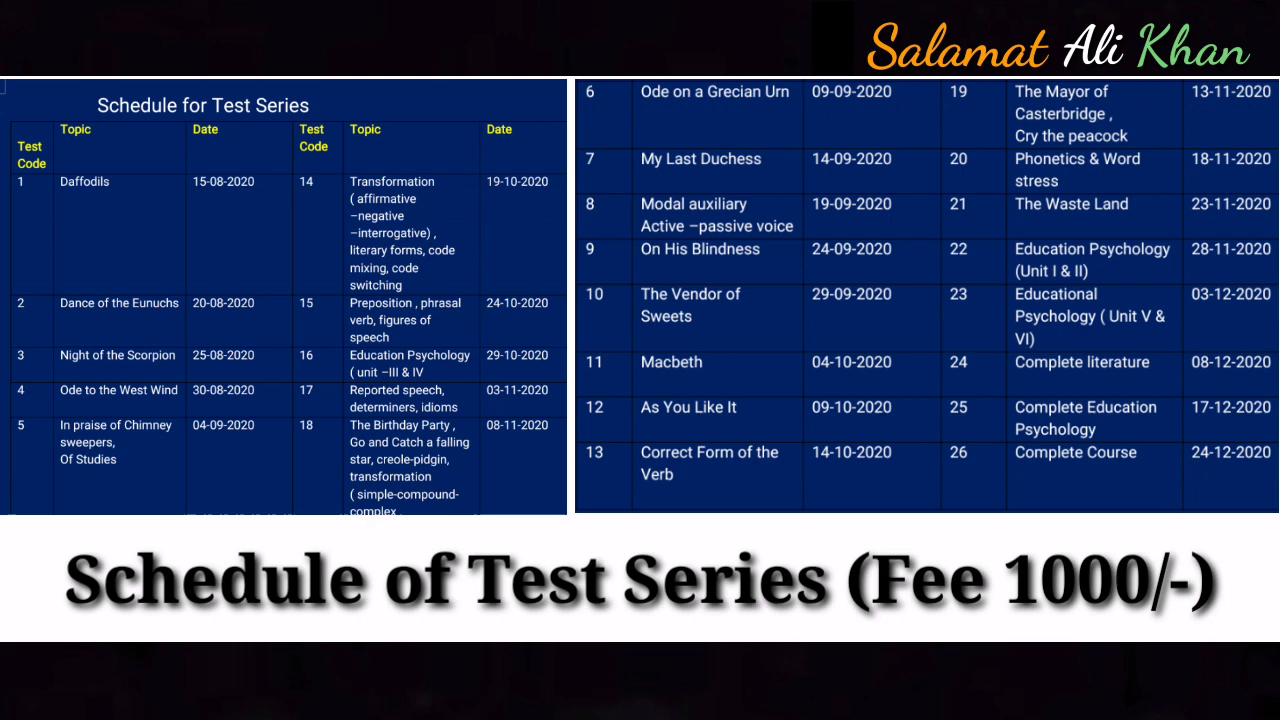 Salamat Ali Khan
Schedule for Test Series
Test Code Topic Date Test Code Topic Date
1 Daffodils 15-08-2020 14 Transformation 19-10-2020
( affirmative
–negative
–interrogative) ,
literary forms, code
mixing, code
switching
2 Dance of the Eunuchs 20-08-2020 15 Preposition , phrasal 24-10-2020
verb, figures of
speech
3 Night of the Scorpion 25-08-2020 16 Education Psychology 29-10-2020
( unit –III & IV
4 Ode to the West Wind 30-08-2020 17 Reported speech, 03-11-2020
determiners, idioms
5 In praise of Chimney 04-09-2020 18 The Birthday Party , 08-11-2020
sweepers, Go and Catch a falling
Of Studies star, creole-pidgin,
transformation
( simple-compound-
complex ,
6 Ode on a Grecian Urn 09-09-2020 19 The Mayor of 13-11-2020
Casterbridge ,
Cry the peacock
7 My Last Duchess 14-09-2020 20 Phonetics & Word 18-11-2020
stress
8 Modal auxiliary 19-09-2020 21 The Waste Land 23-11-2020
Active –passive voice
9 On His Blindness 24-09-2020 22 Education Psychology 28-11-2020
(Unit I & II)
10 The Vendor of 29-09-2020 23 Educational 03-12-2020
Sweets Psychology ( Unit V &
VI)
11 Macbeth 04-10-2020 24 Complete literature 08-12-2020
12 As You Like It 09-10-2020 25 Complete Education 17-12-2020
Psychology
13 Correct Form of the 14-10-2020 26 Complete Course 24-12-2020
Verb
Schedule of Test Series (Fee 1000/-)